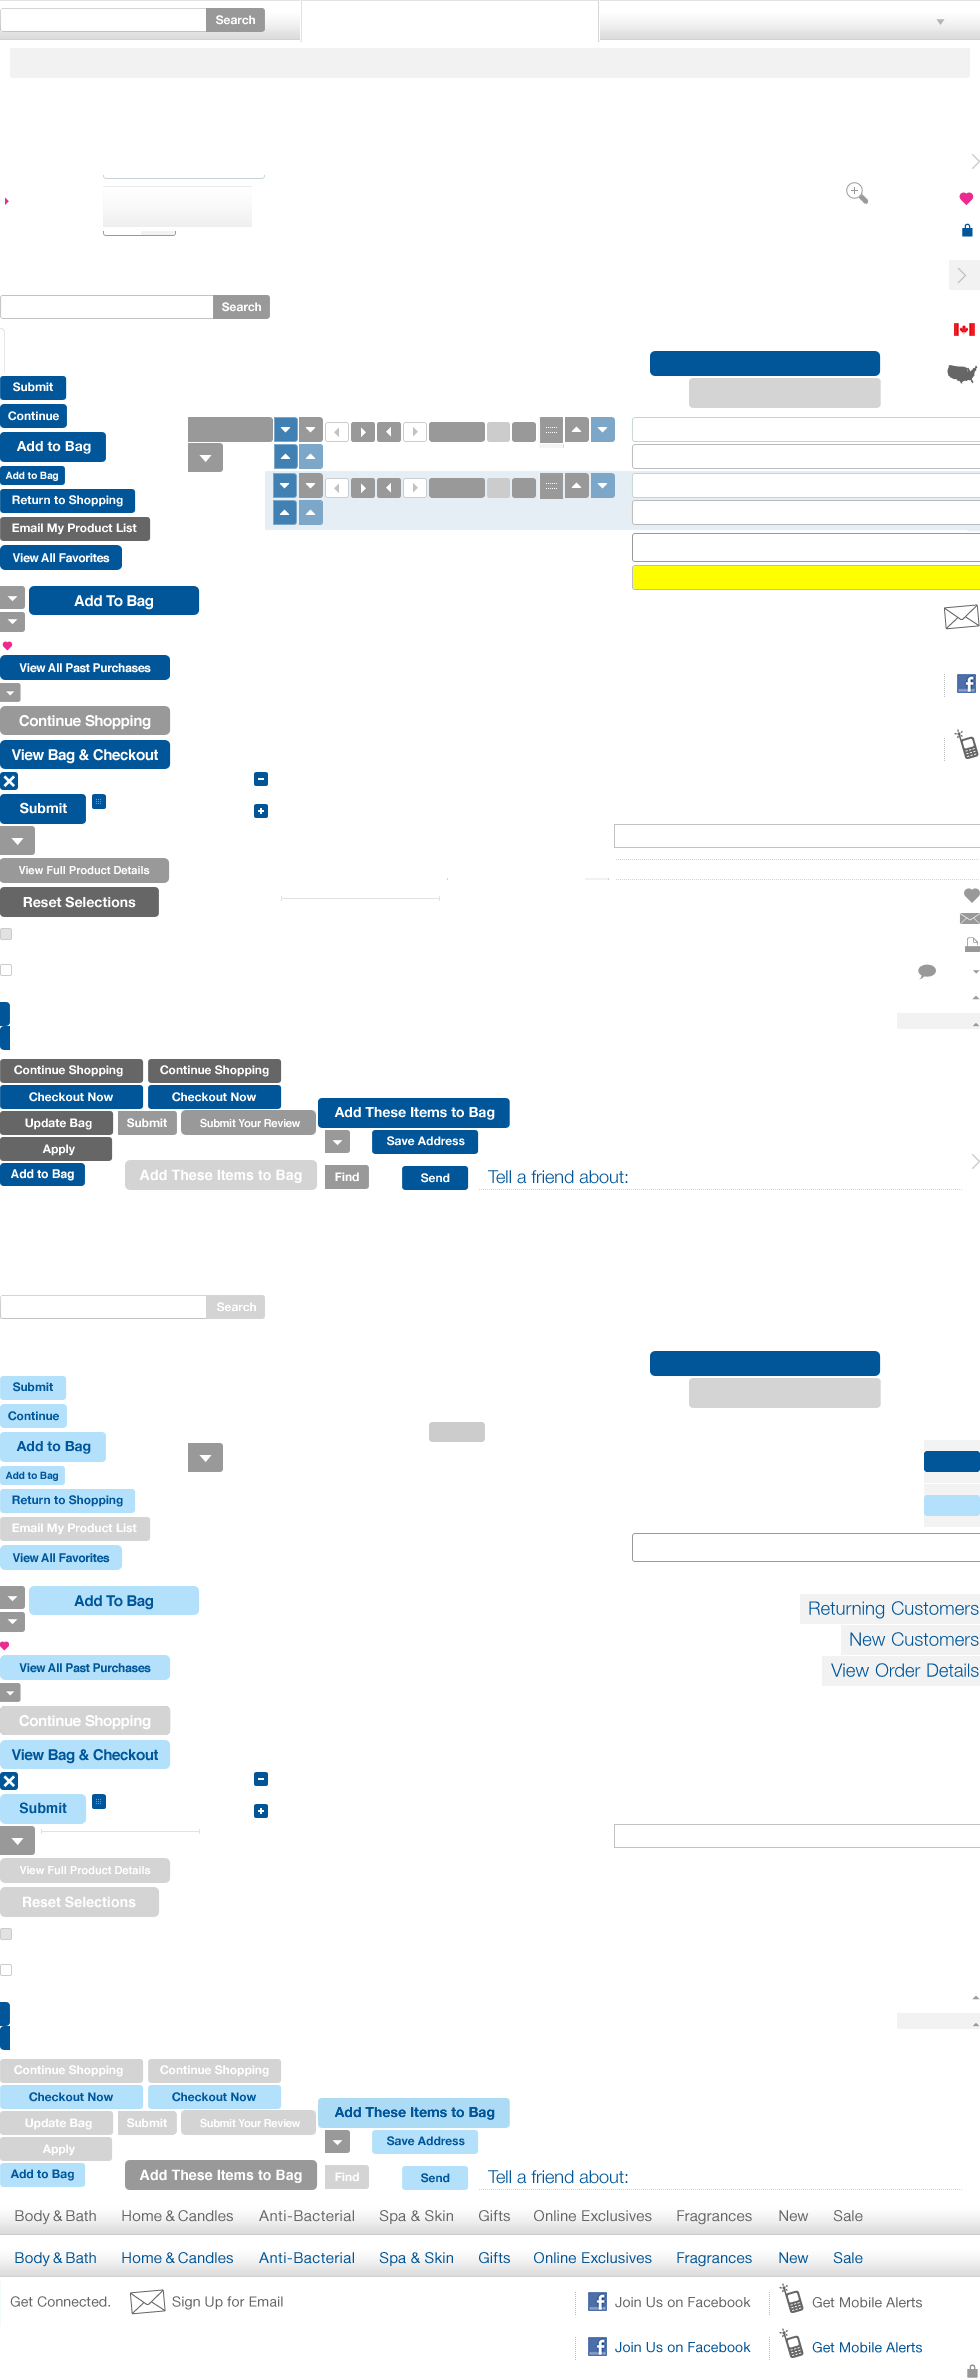 Search
Search
Submit
Continue
Add to Bag
Add to Bag
Return to Shopping
Email My Product List
View All Favorites
Add To Bag
View All Past Purchases
Continue Shopping
View Bag & Checkout
Submit
View Full Product Details
Reset Selections
Continue Shopping Continue Shopping
Checkout Now Checkout Now
Add These Items to Bag
Update Bag Submit Submit Your Review
Save Address
Apply
Add to Bag Add These Items to Bag Find Send Tell a friend about:
Search
Submit
Continue
Add to Bag
Add to Bag
Return to Shopping
Email My Product List
View All Favorites
Add To Bag
Returning Customers
New Customers
View All Past Purchases
View Order Details
Continue Shopping
View Bag & Checkout
Submit
View Full Product Details
Reset Selections
Continue Shopping Continue Shopping
Checkout Now Checkout Now
Add These Items to Bag
Update Bag Submit Submit Your Review
Save Address
Apply
Add to Bag Add These Items to Bag Find Send Tell a friend about:
Body & Bath Home & Candles Anti-Bacterial Spa & Skin Gifts Online Exclusives Fragrances New Sale
Body & Bath Home & Candles Anti-Bacterial Spa & Skin Gifts Online Exclusives Fragrances New Sale
Get Connected. Sign Up for Email Join Us on Facebook Get Mobile Alerts
Join Us on Facebook Get Mobile Alerts